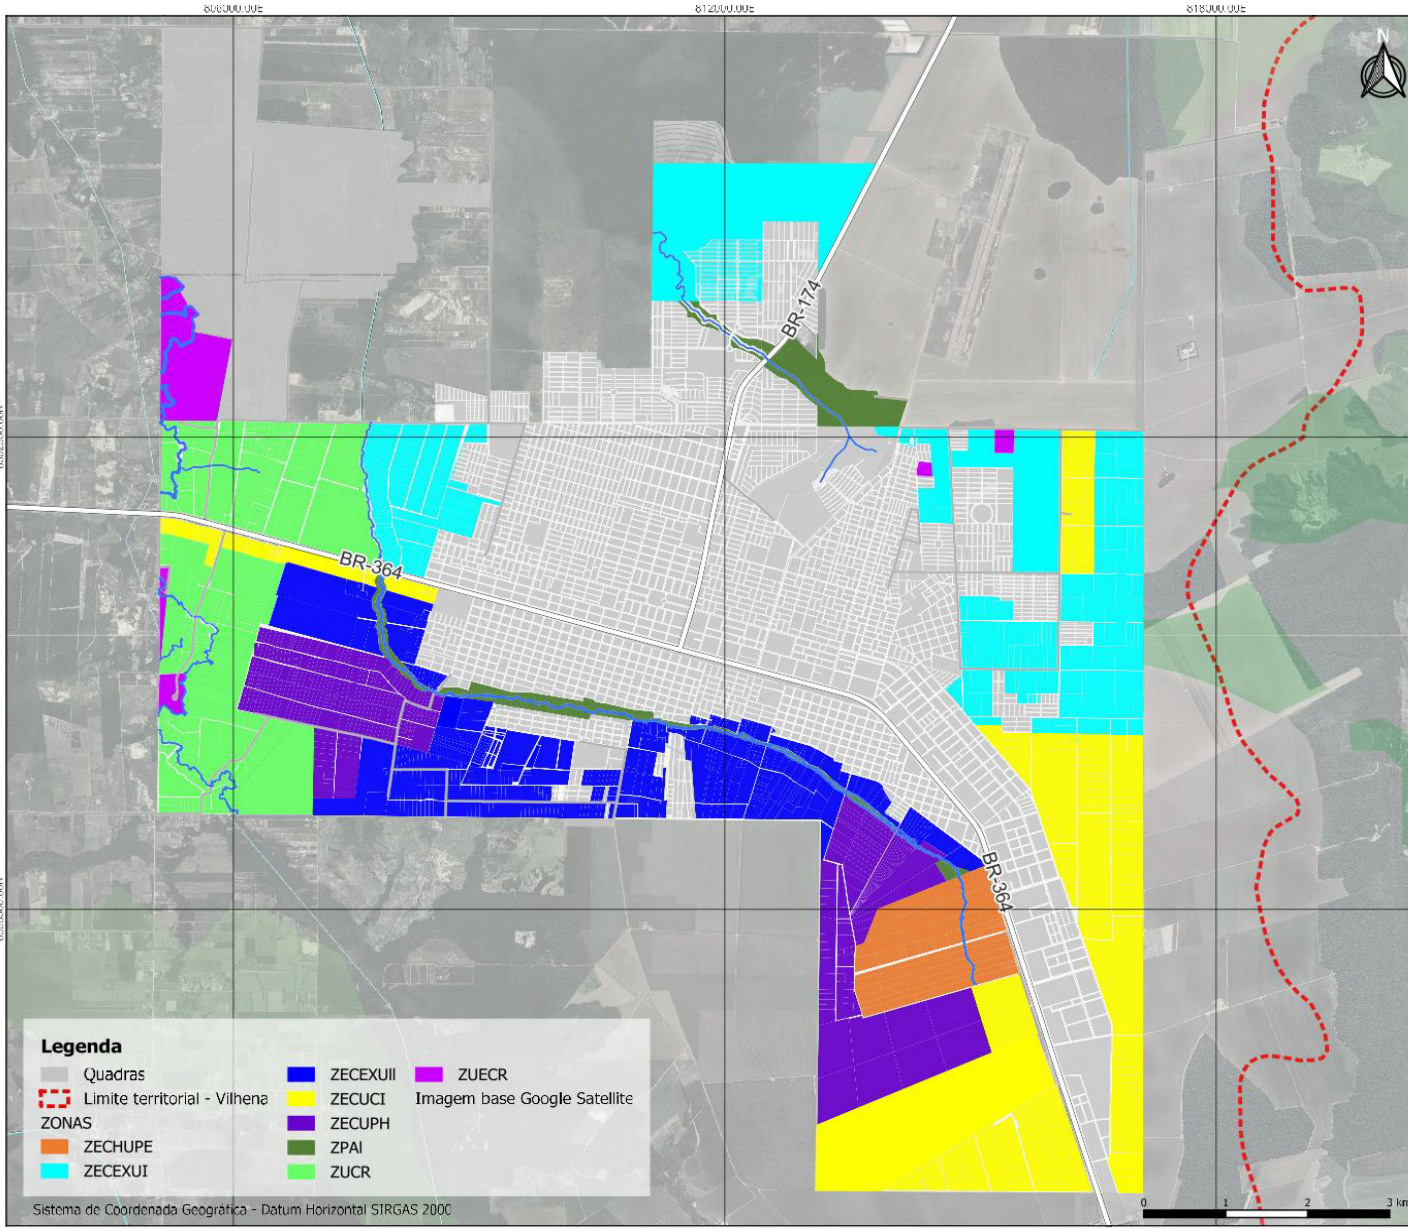 806000.00E
812000.00E
818000.00E
N
BR-174
BR-364
BR-364
Legenda
Quadras
Limite territorial - Vilhena
ZONAS
ZECHUPE
ZECEXUI
ZECEXUII
ZECUCI
ZECUPH
ZPAI
ZUCR
ZUECR
Imagem base Google Satellite
Sistema de Coordenada Geográfica - Datum Horizontal SIRGAS 2000
0 1 2 3 km